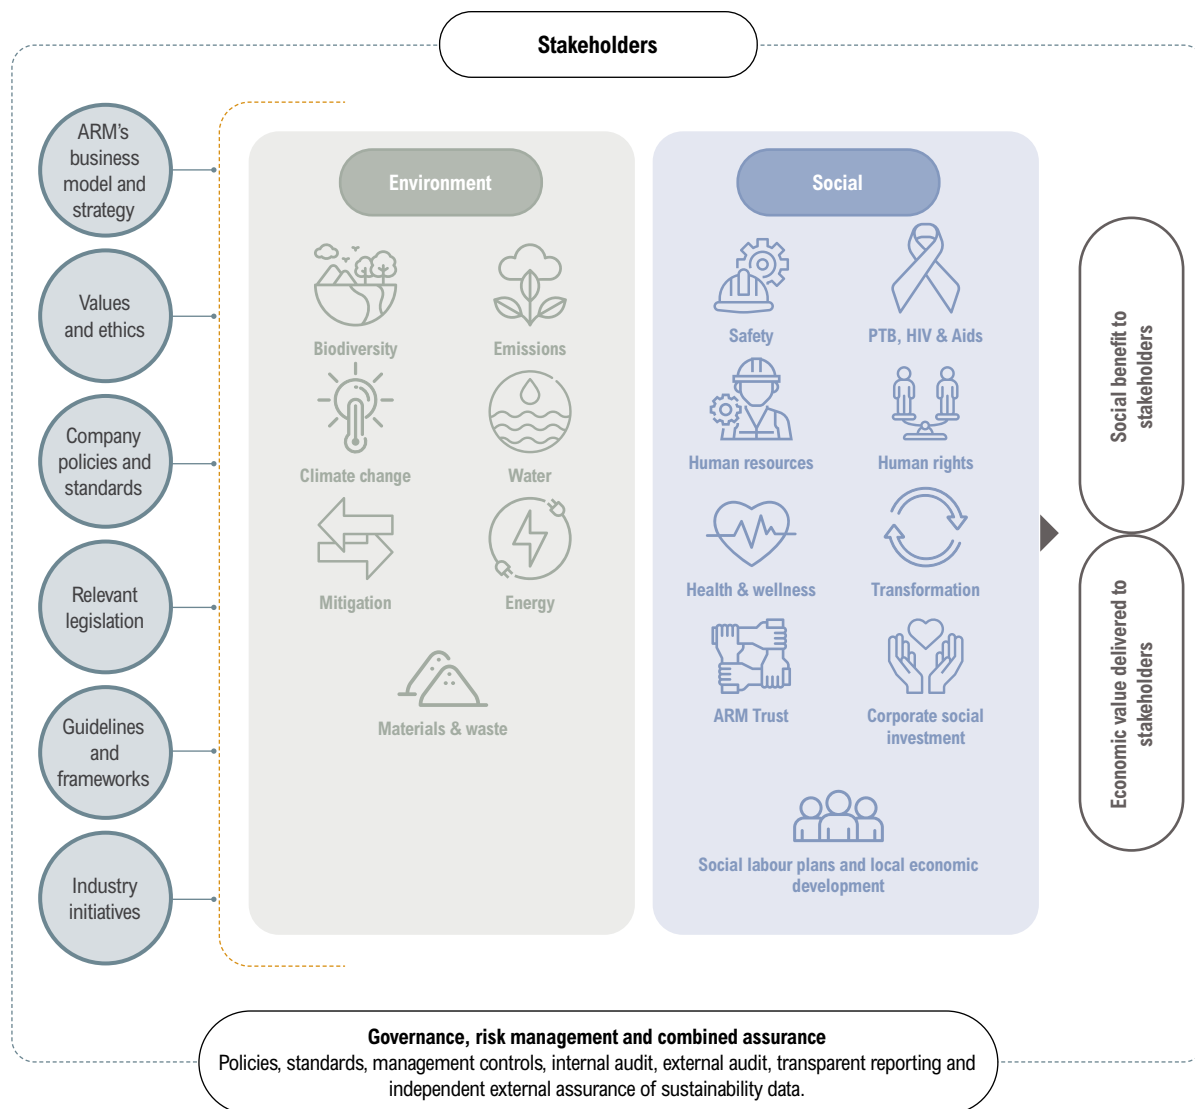 Stakeholders
ARM's
business
model and
strategy
Values
and ethics
Company
policies and
standards
Relevant
legislation
Guidelines
and
frameworks
Industry
initiatives
Environment
Biodiversity
Emissions
Climate change
Water
Mitigation
Energy
Materials & waste
Social
Safety
PTB, HIV & Aids
Human resources
Human rights
Health & wellness
Transformation
ARM Trust
Corporate social
investment
Social labour plans and local economic
development
Social benefit to
stakeholders
Economic value delivered to
stakeholders
Governance, risk management and combined assurance
Policies, standards, management controls, internal audit, external audit, transparent reporting and
independent external assurance of sustainability data.